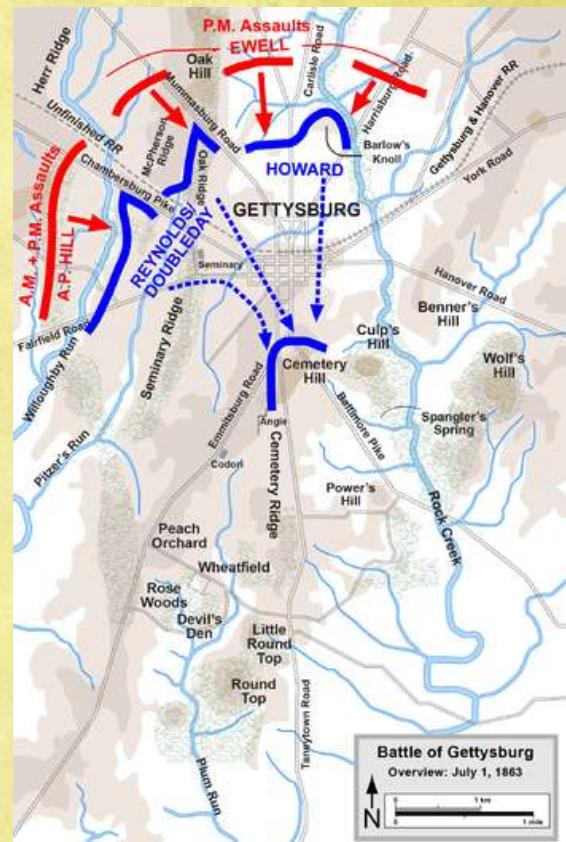 P.M. Assaults
EWELL
Oak
Hill
Carlisle Road
Harrisburg Road
Herr Ridge
Mummasburg Road
Unfinished RR
McPherson
Ridge
Gettysburg & Hanover RR
Barlow's
Knoll
York Road
Chambersburg Pike
Oak Ridge
HOWARD
GETTYSBURG
A.M. + P.M. Assaults
A.P. HILL
REYNOLDS/
DOUBLEDAY
Seminary
Hanover Road
Benner's
Hill
Fairfield Road
Willoughby Run
Seminary Ridge
Culp's
Hill
Wolf's
Hill
Cemetery
Hill
Emmitsburg Road
Baltimore Pike
Spangler's
Spring
Pitzer's Run
Angle
Codori
Cemetery Ridge
Power's
Hill
Rock Creek
Peach
Orchard
Wheatfield
Rose
Woods
Devil's
Den
Little
Round
Top
Round
Top
Taneytown Road
Plum Run
Battle of Gettysburg
Overview: July 1, 1863
N
0 1 km
0 1 mile